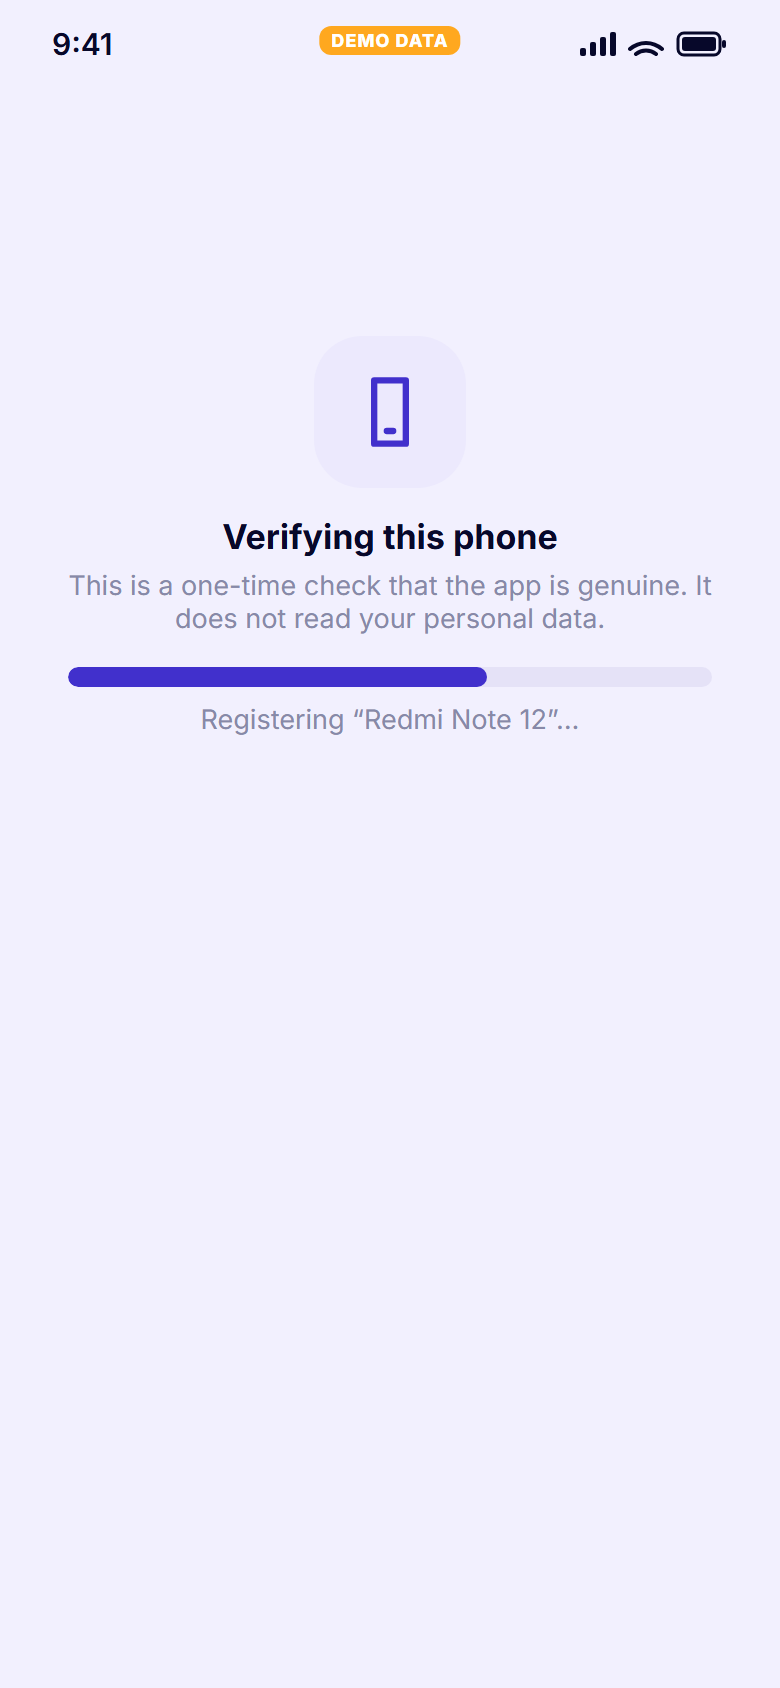 9:41
DEMO DATA
Verifying this phone
This is a one-time check that the app is genuine. It
does not read your personal data.
Registering “Redmi Note 12”...